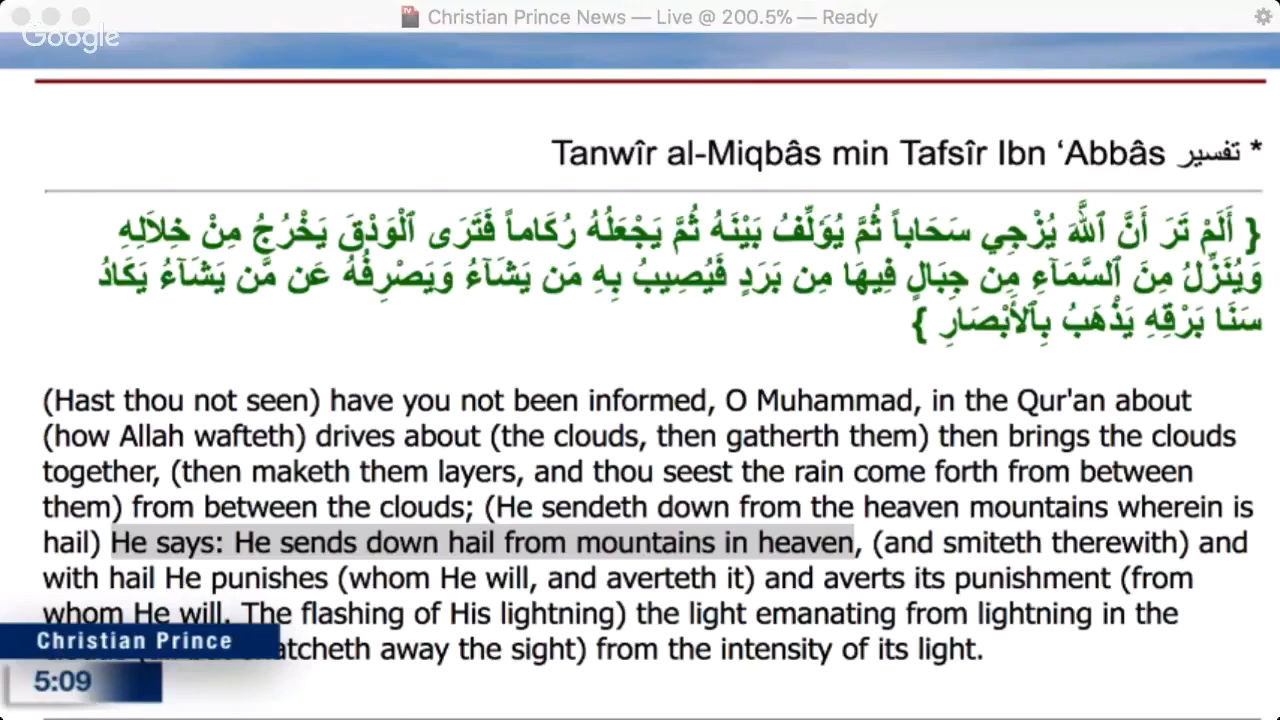 Christian Prince News — Live @ 200.5% — Ready
Google
* تفسير Tanwîr al-Miqbâs min Tafsîr Ibn ‘Abbâs
{ أَلَمْ تَرَ أَنَّ ٱللَّهَ يُزْجِي سَحَاباً ثُمَّ يُؤَلِّفُ بَيْنَهُ ثُمَّ يَجْعَلُهُ رُكَاماً فَتَرَى ٱلْوَدْقَ يَخْرُجُ مِنْ خِلاَلِهِ
وَيُنَزِّلُ مِنَ ٱلسَّمَآءِ مِن جِبَالٍ فِيهَا مِن بَرَدٍ فَيُصِيبُ بِهِ مَن يَشَآءُ وَيَصْرِفُهُ عَن مَّن يَشَآءُ يَكَادُ
سَنَا بَرْقِهِ يَذْهَبُ بِٱلأَبْصَارِ }
(Hast thou not seen) have you not been informed, O Muhammad, in the Qur'an about
(how Allah wafteth) drives about (the clouds, then gatherth them) then brings the clouds
together, (then maketh them layers, and thou seest the rain come forth from between
them) from between the clouds; (He sendeth down from the heaven mountains wherein is
hail) He says: He sends down hail from mountains in heaven, (and smiteth therewith) and
with hail He punishes (whom He will, and averteth it) and averts its punishment (from
whom He will. The flashing of His lightning) the light emanating from lightning in the
away the sight) from the intensity of its light.
Christian Prince
5:09